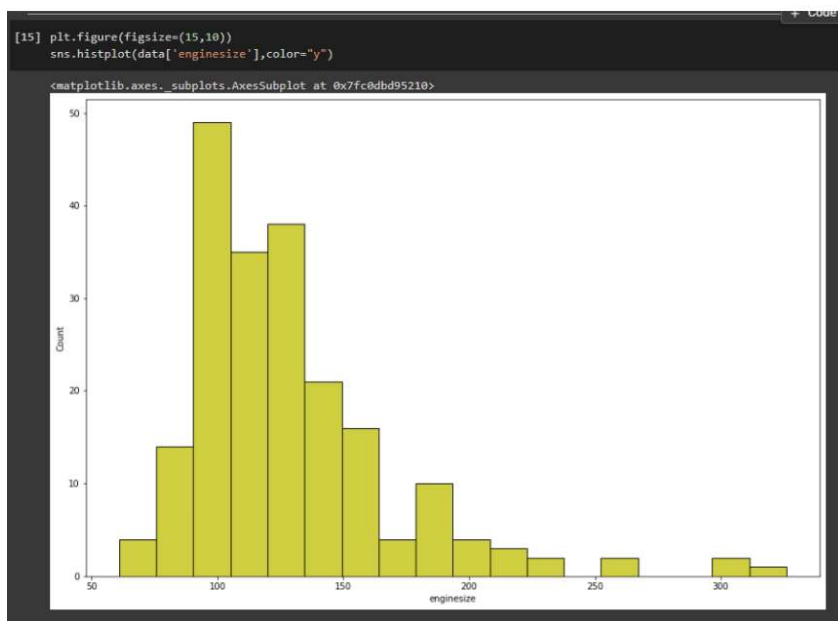 + Code
[15] plt.figure(figsize=(15,10))
sns.histplot(data['enginesize'],color="y")
<matplotlib.axes._subplots.AxesSubplot at 0x7fc0dbd95210>
50
40
30
20
10
0
Count
50 100 150 200 250 300
enginesize